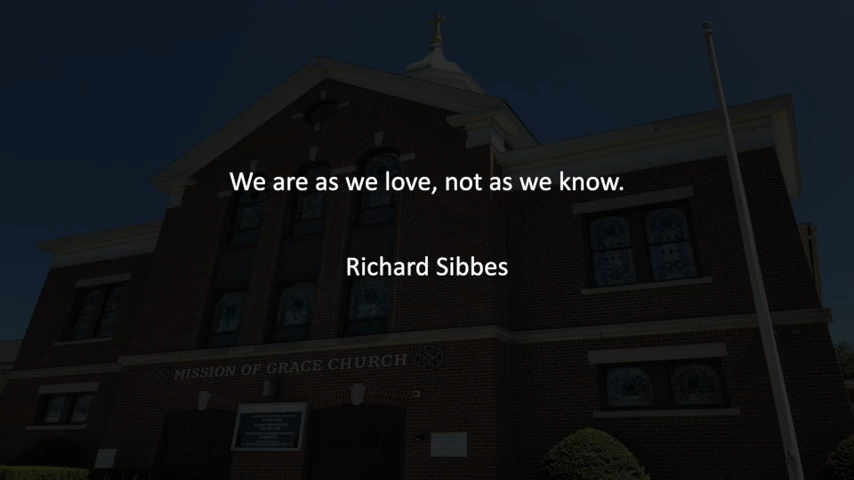 We are as we love, not as we know.
Richard Sibbes
MISSION OF GRACE CHURCH